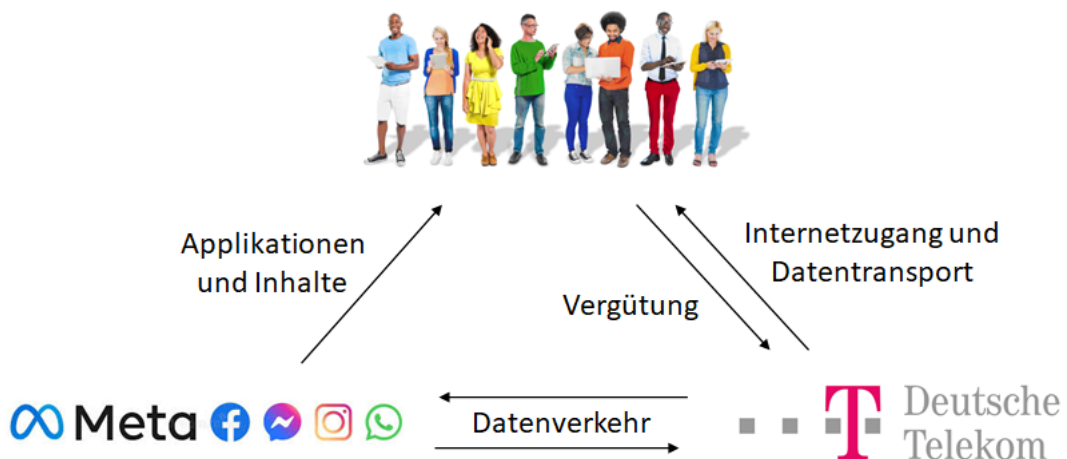 Applikationen
und Inhalte
Internetzugang und
Datentransport
Vergütung
Meta
Datenverkehr
Deutsche
Telekom